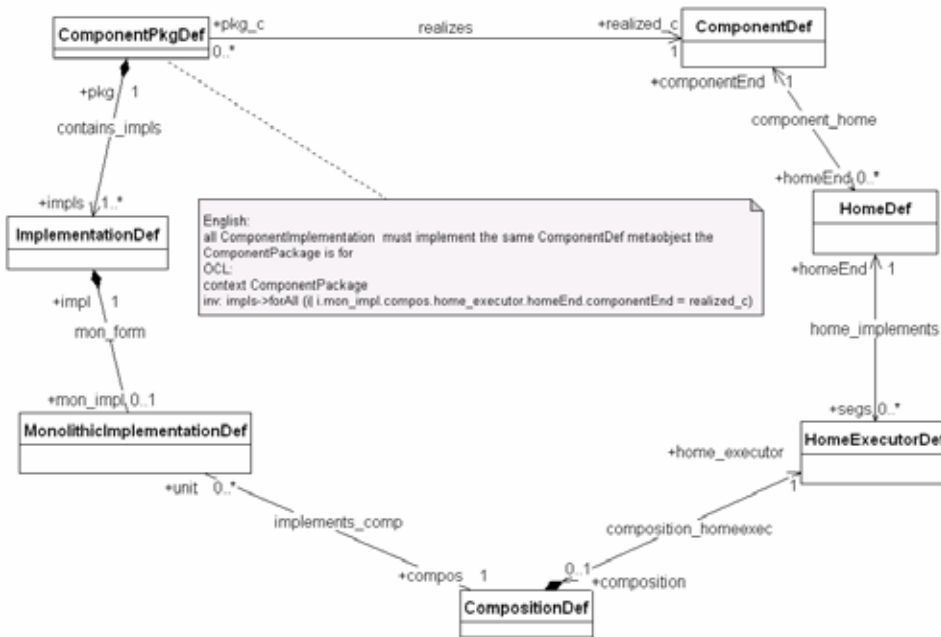 +pkg_c realizes +realized_c
ComponentPkgDef ComponentDef
0..* 1
+componentEnd 1
+pkg 1
contains_impls component_home
+homeEnd 0..*
+impls 1..*
HomeDef
English:
all ComponentImplementation must implement the same ComponentDef metaobject the
ComponentPackage is for
OCL:
context ComponentPackage
inv: impls->forAll (i| i.mon_impl.compos.home_executor.homeEnd.componentEnd = realized_c)
ImplementationDef
+homeEnd 1
+impl 1
mon_form home_implements
+mon_impl 0..1
+segs 0..*
MonolithicImplementationDef HomeExecutorDef
+home_executor
+unit 0..* 1
implements_comp composition_homeexec
+compos 1 0..1
+composition
CompositionDef